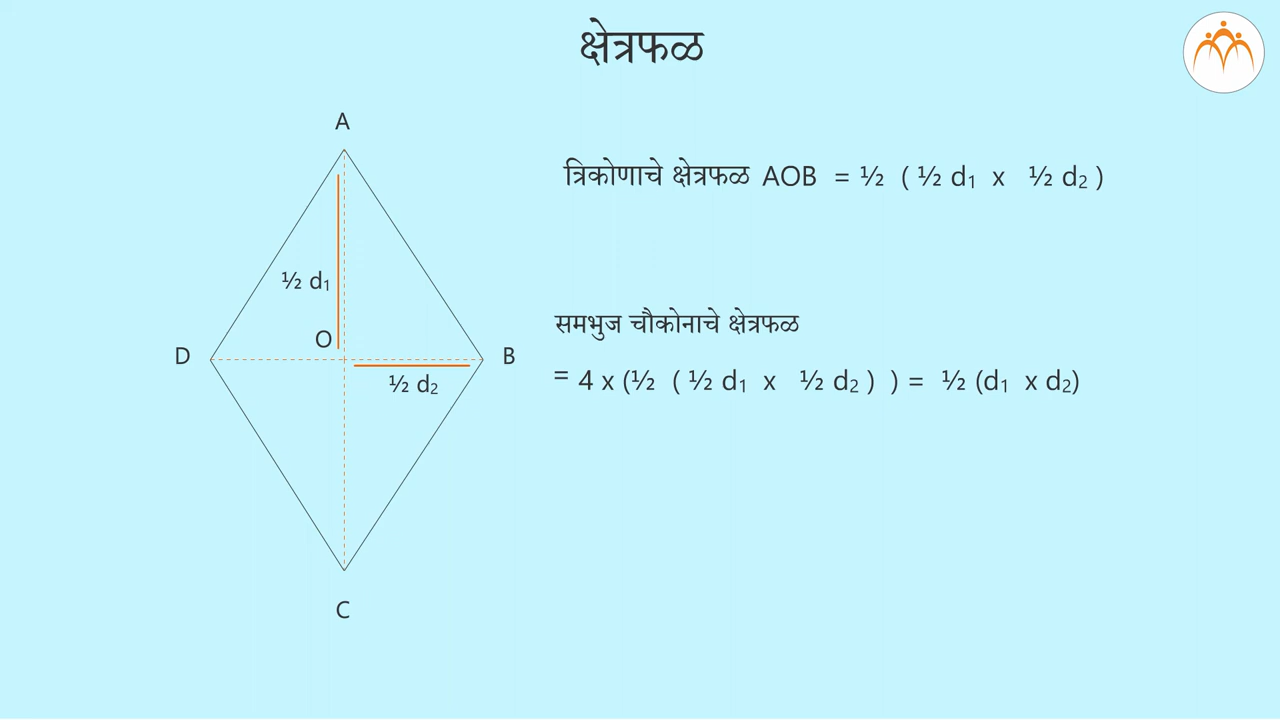 क्षेत्रफळ
A
त्रिकोणाचे क्षेत्रफळ AOB = ½ ( ½ d₁ x ½ d₂ )
½ d₁
O
समभुज चौकोनाचे क्षेत्रफळ
D
B
½ d₂
= 4 x (½ ( ½ d₁ x ½ d₂ ) ) = ½ (d₁ x d₂)
C